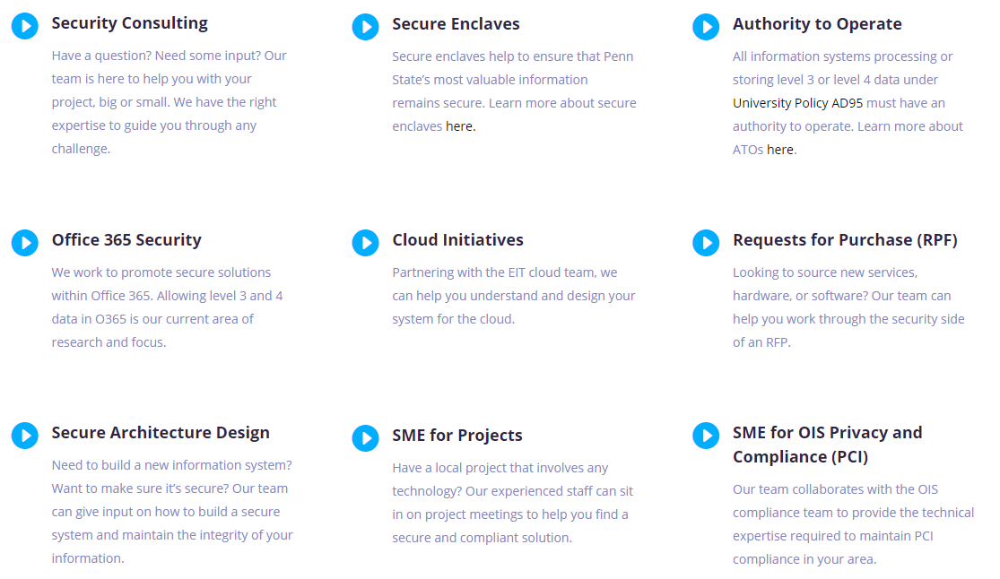 Security Consulting
Have a question? Need some input? Our
team is here to help you with your
project, big or small. We have the right
expertise to guide you through any
challenge.
Secure Enclaves
Secure enclaves help to ensure that Penn
State’s most valuable information
remains secure. Learn more about secure
enclaves here.
Authority to Operate
All information systems processing or
storing level 3 or level 4 data under
University Policy AD95 must have an
authority to operate. Learn more about
ATOs here.
Office 365 Security
We work to promote secure solutions
within Office 365. Allowing level 3 and 4
data in O365 is our current area of
research and focus.
Cloud Initiatives
Partnering with the EIT cloud team, we
can help you understand and design your
system for the cloud.
Requests for Purchase (RPF)
Looking to source new services,
hardware, or software? Our team can
help you work through the security side
of an RFP.
Secure Architecture Design
Need to build a new information system?
Want to make sure it’s secure? Our team
can give input on how to build a secure
system and maintain the integrity of your
information.
SME for Projects
Have a local project that involves any
technology? Our experienced staff can sit
in on project meetings to help you find a
secure and compliant solution.
SME for OIS Privacy and
Compliance (PCI)
Our team collaborates with the OIS
compliance team to provide the technical
expertise required to maintain PCI
compliance in your area.